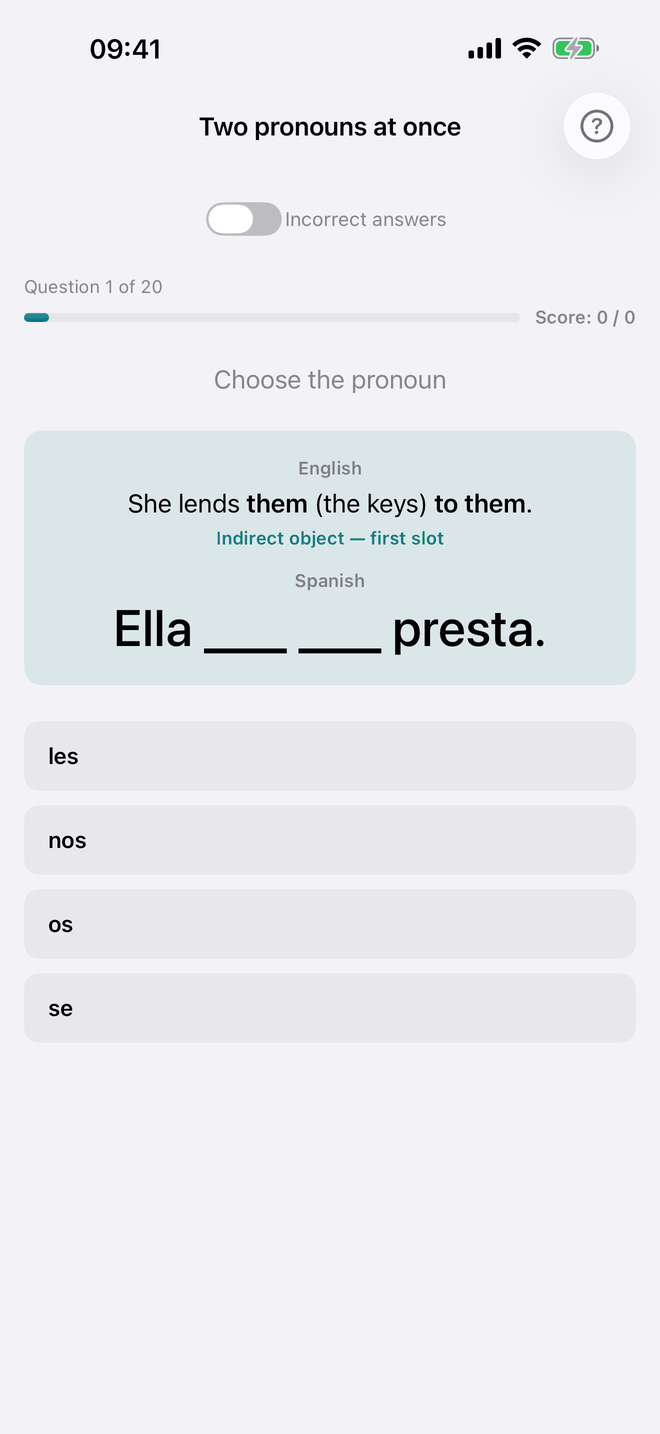 09:41
Two pronouns at once
Incorrect answers
Question 1 of 20
Score: 0 / 0
Choose the pronoun
English
She lends them (the keys) to them.
Indirect object — first slot
Spanish
Ella ___ ___ presta.
les
nos
os
se